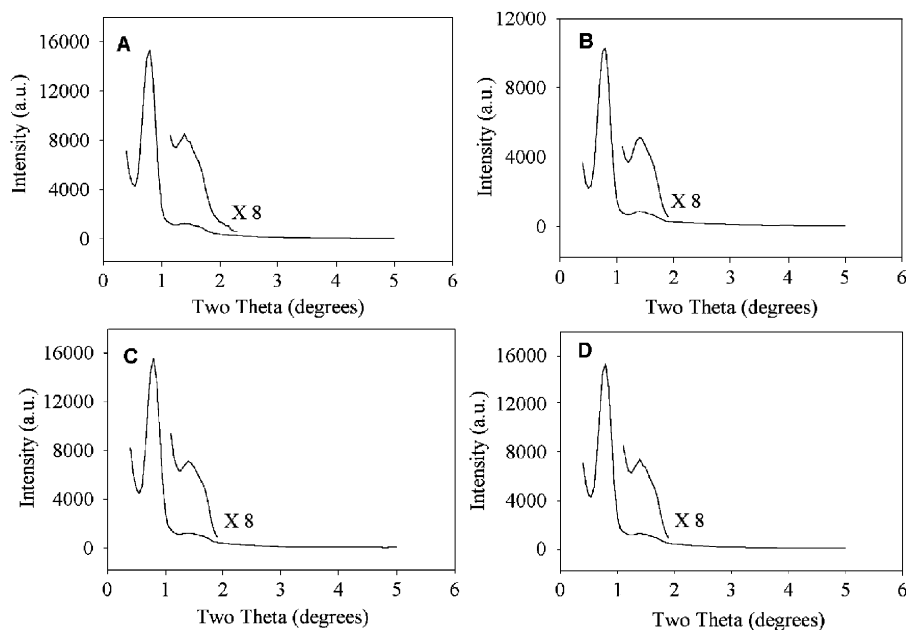 A
Intensity (a.u.)
16000
12000
8000
4000
0
X 8
0 1 2 3 4 5 6
Two Theta (degrees)
B
Intensity (a.u.)
12000
8000
4000
0
X 8
0 1 2 3 4 5 6
Two Theta (degrees)
C
Intensity (a.u.)
16000
12000
8000
4000
0
X 8
0 1 2 3 4 5 6
Two Theta (degrees)
D
Intensity (a.u.)
16000
12000
8000
4000
0
X 8
0 1 2 3 4 5 6
Two Theta (degrees)